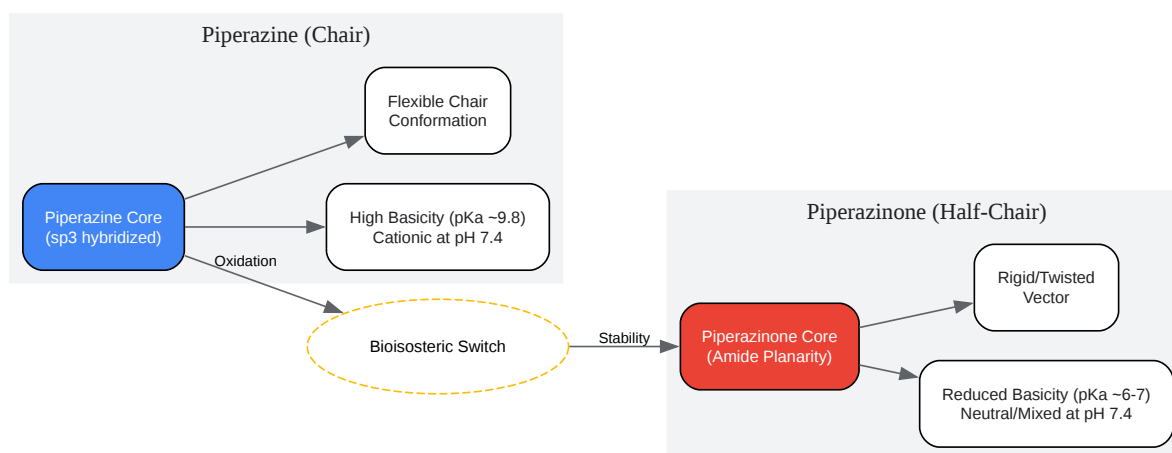 Piperazine (Chair)
Flexible Chair
Conformation
Piperazine Core
(sp3 hybridized)
High Basicity (pKa ~9.8)
Cationic at pH 7.4
Oxidation
Bioisosteric Switch
Stability
Piperazinone (Half-Chair)
Rigid/Twisted
Vector
Piperazinone Core
(Amide Planarity)
Reduced Basicity (pKa ~6-7)
Neutral/Mixed at pH 7.4